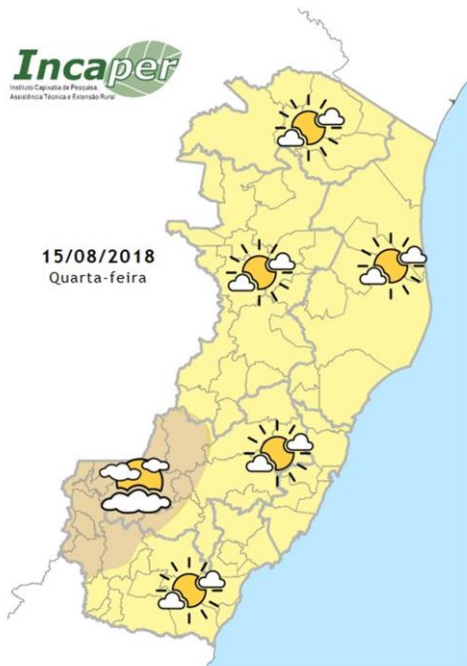 Incaper
Instituto Capixaba de Pesquisa,
Assistência Técnica e Extensão Rural
15/08/2018
Quarta-feira